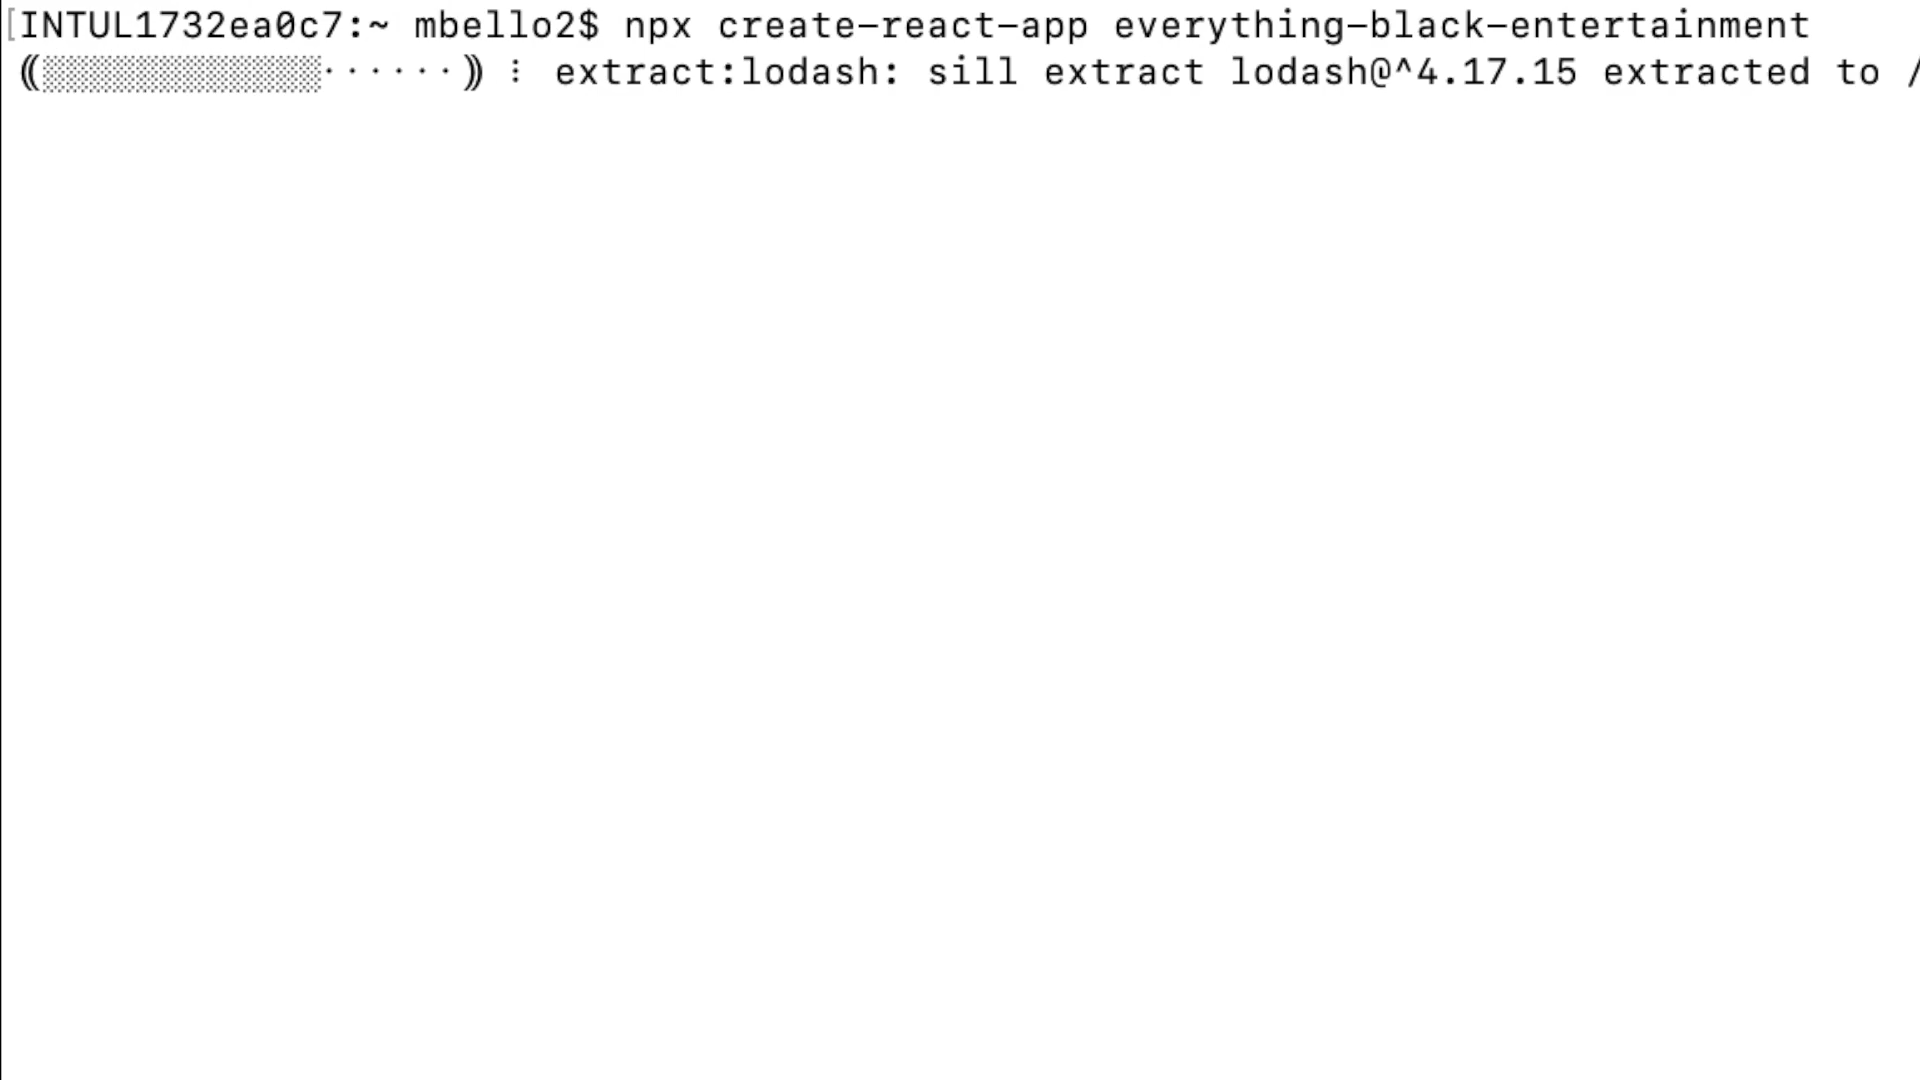 [INTUL1732ea0c7:~ mbello2$ npx create-react-app everything-black-entertainment
(░░░░░░░░░░░░······) ⸽ extract:lodash: sill extract lodash@^4.17.15 extracted to /